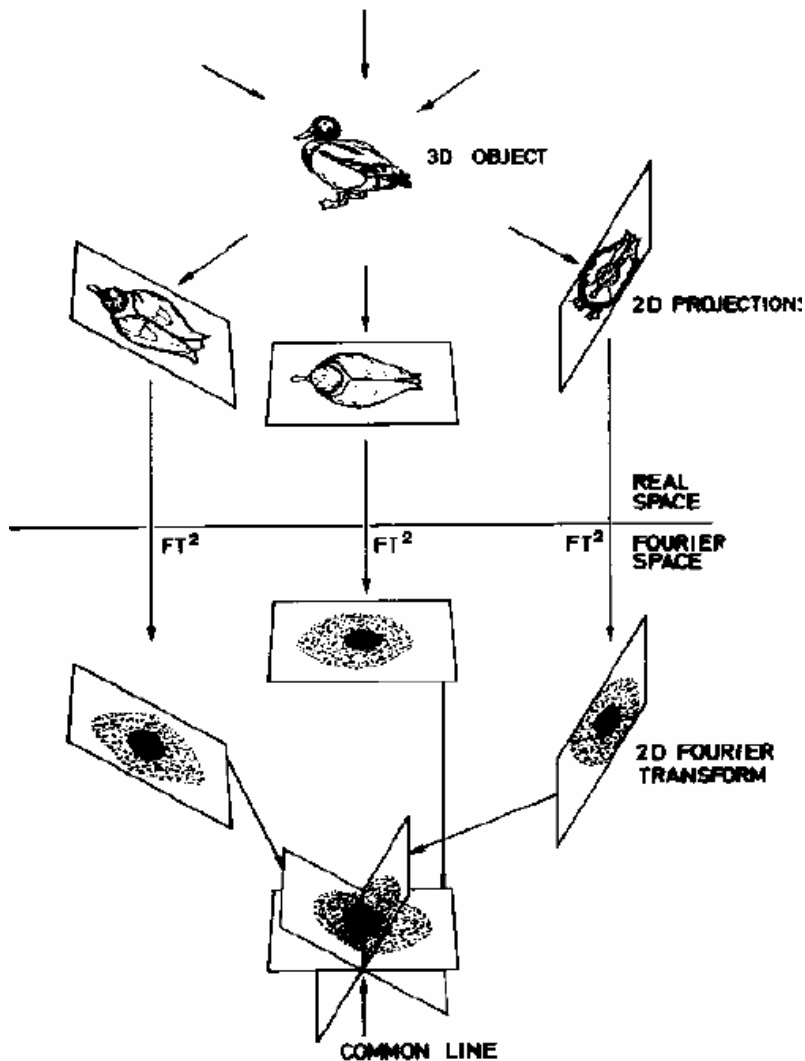 3D OBJECT
2D PROJECTIONS
REAL
SPACE
FT²
FT²
FT²
FOURIER
SPACE
2D FOURIER
TRANSFORM
COMMON LINE